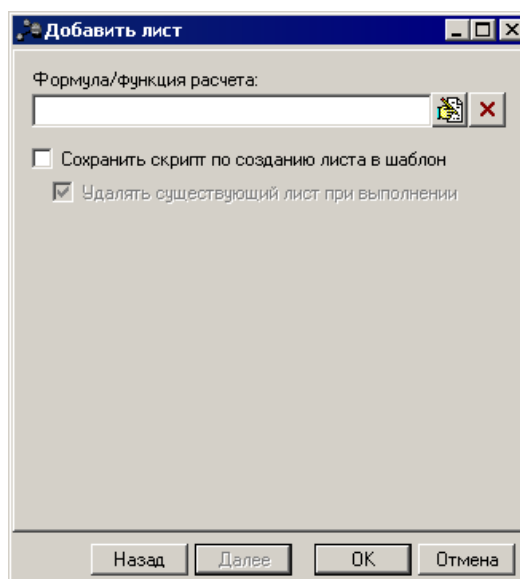 Добавить лист
Формула/функция расчета:
Сохранить скрипт по созданию листа в шаблон
Удалять существующий лист при выполнении
Назад Далее OK Отмена